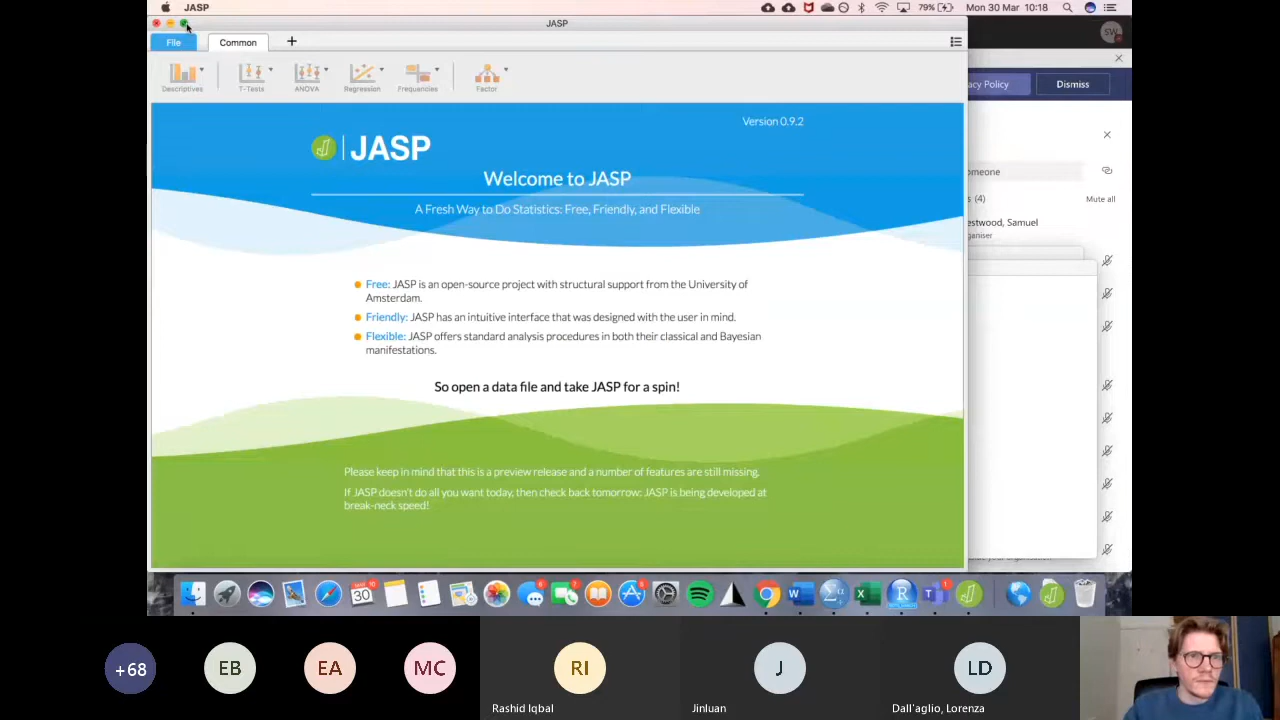 JASP
79%
Mon 30 Mar 10:18
JASP
File
Common
+
SW
Descriptives
T-Tests
ANOVA
Regression
Frequencies
Factor
acy Policy
Dismiss
Version 0.9.2
JASP
Welcome to JASP
A Fresh Way to Do Statistics: Free, Friendly, and Flexible
omeone
s (4)
Mute all
estwood, Samuel
ganiser
Free: JASP is an open-source project with structural support from the University of
Amsterdam.
Friendly: JASP has an intuitive interface that was designed with the user in mind.
Flexible: JASP offers standard analysis procedures in both their classical and Bayesian
manifestations.
So open a data file and take JASP for a spin!
Please keep in mind that this is a preview release and a number of features are still missing.
If JASP doesn't do all you want today, then check back tomorrow: JASP is being developed at
break-neck speed!
30
+68
EB
EA
MC
RI
J
LD
Rashid Iqbal
Jinluan
Dall'aglio, Lorenza